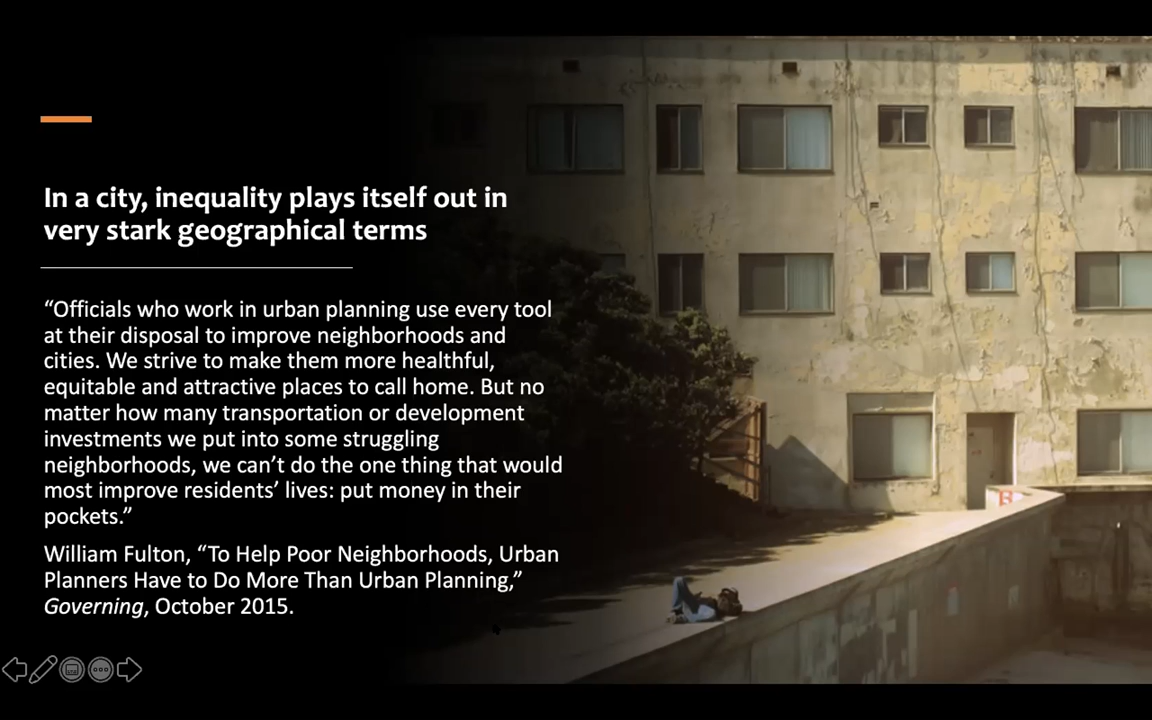 In a city, inequality plays itself out in
very stark geographical terms
“Officials who work in urban planning use every tool
at their disposal to improve neighborhoods and
cities. We strive to make them more healthful,
equitable and attractive places to call home. But no
matter how many transportation or development
investments we put into some struggling
neighborhoods, we can’t do the one thing that would
most improve residents’ lives: put money in their
pockets.”
William Fulton, “To Help Poor Neighborhoods, Urban
Planners Have to Do More Than Urban Planning,”
Governing, October 2015.